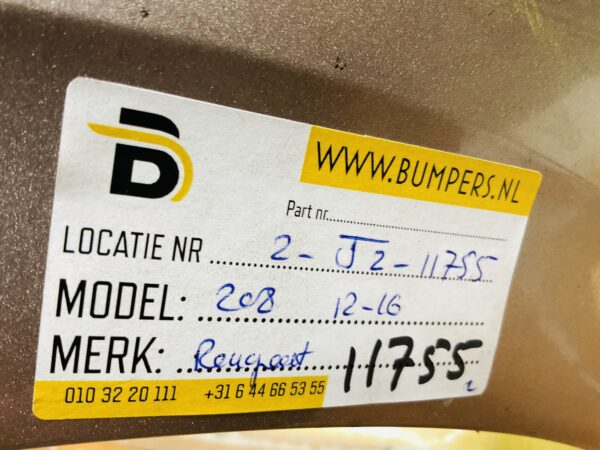 B
WWW.BUMPERS.NL
Part nr.
LOCATIE NR 2 - J2 - 11755
MODEL: 208 12-16
MERK: Peugeot 11755
010 32 20 111 +31 6 44 66 53 55